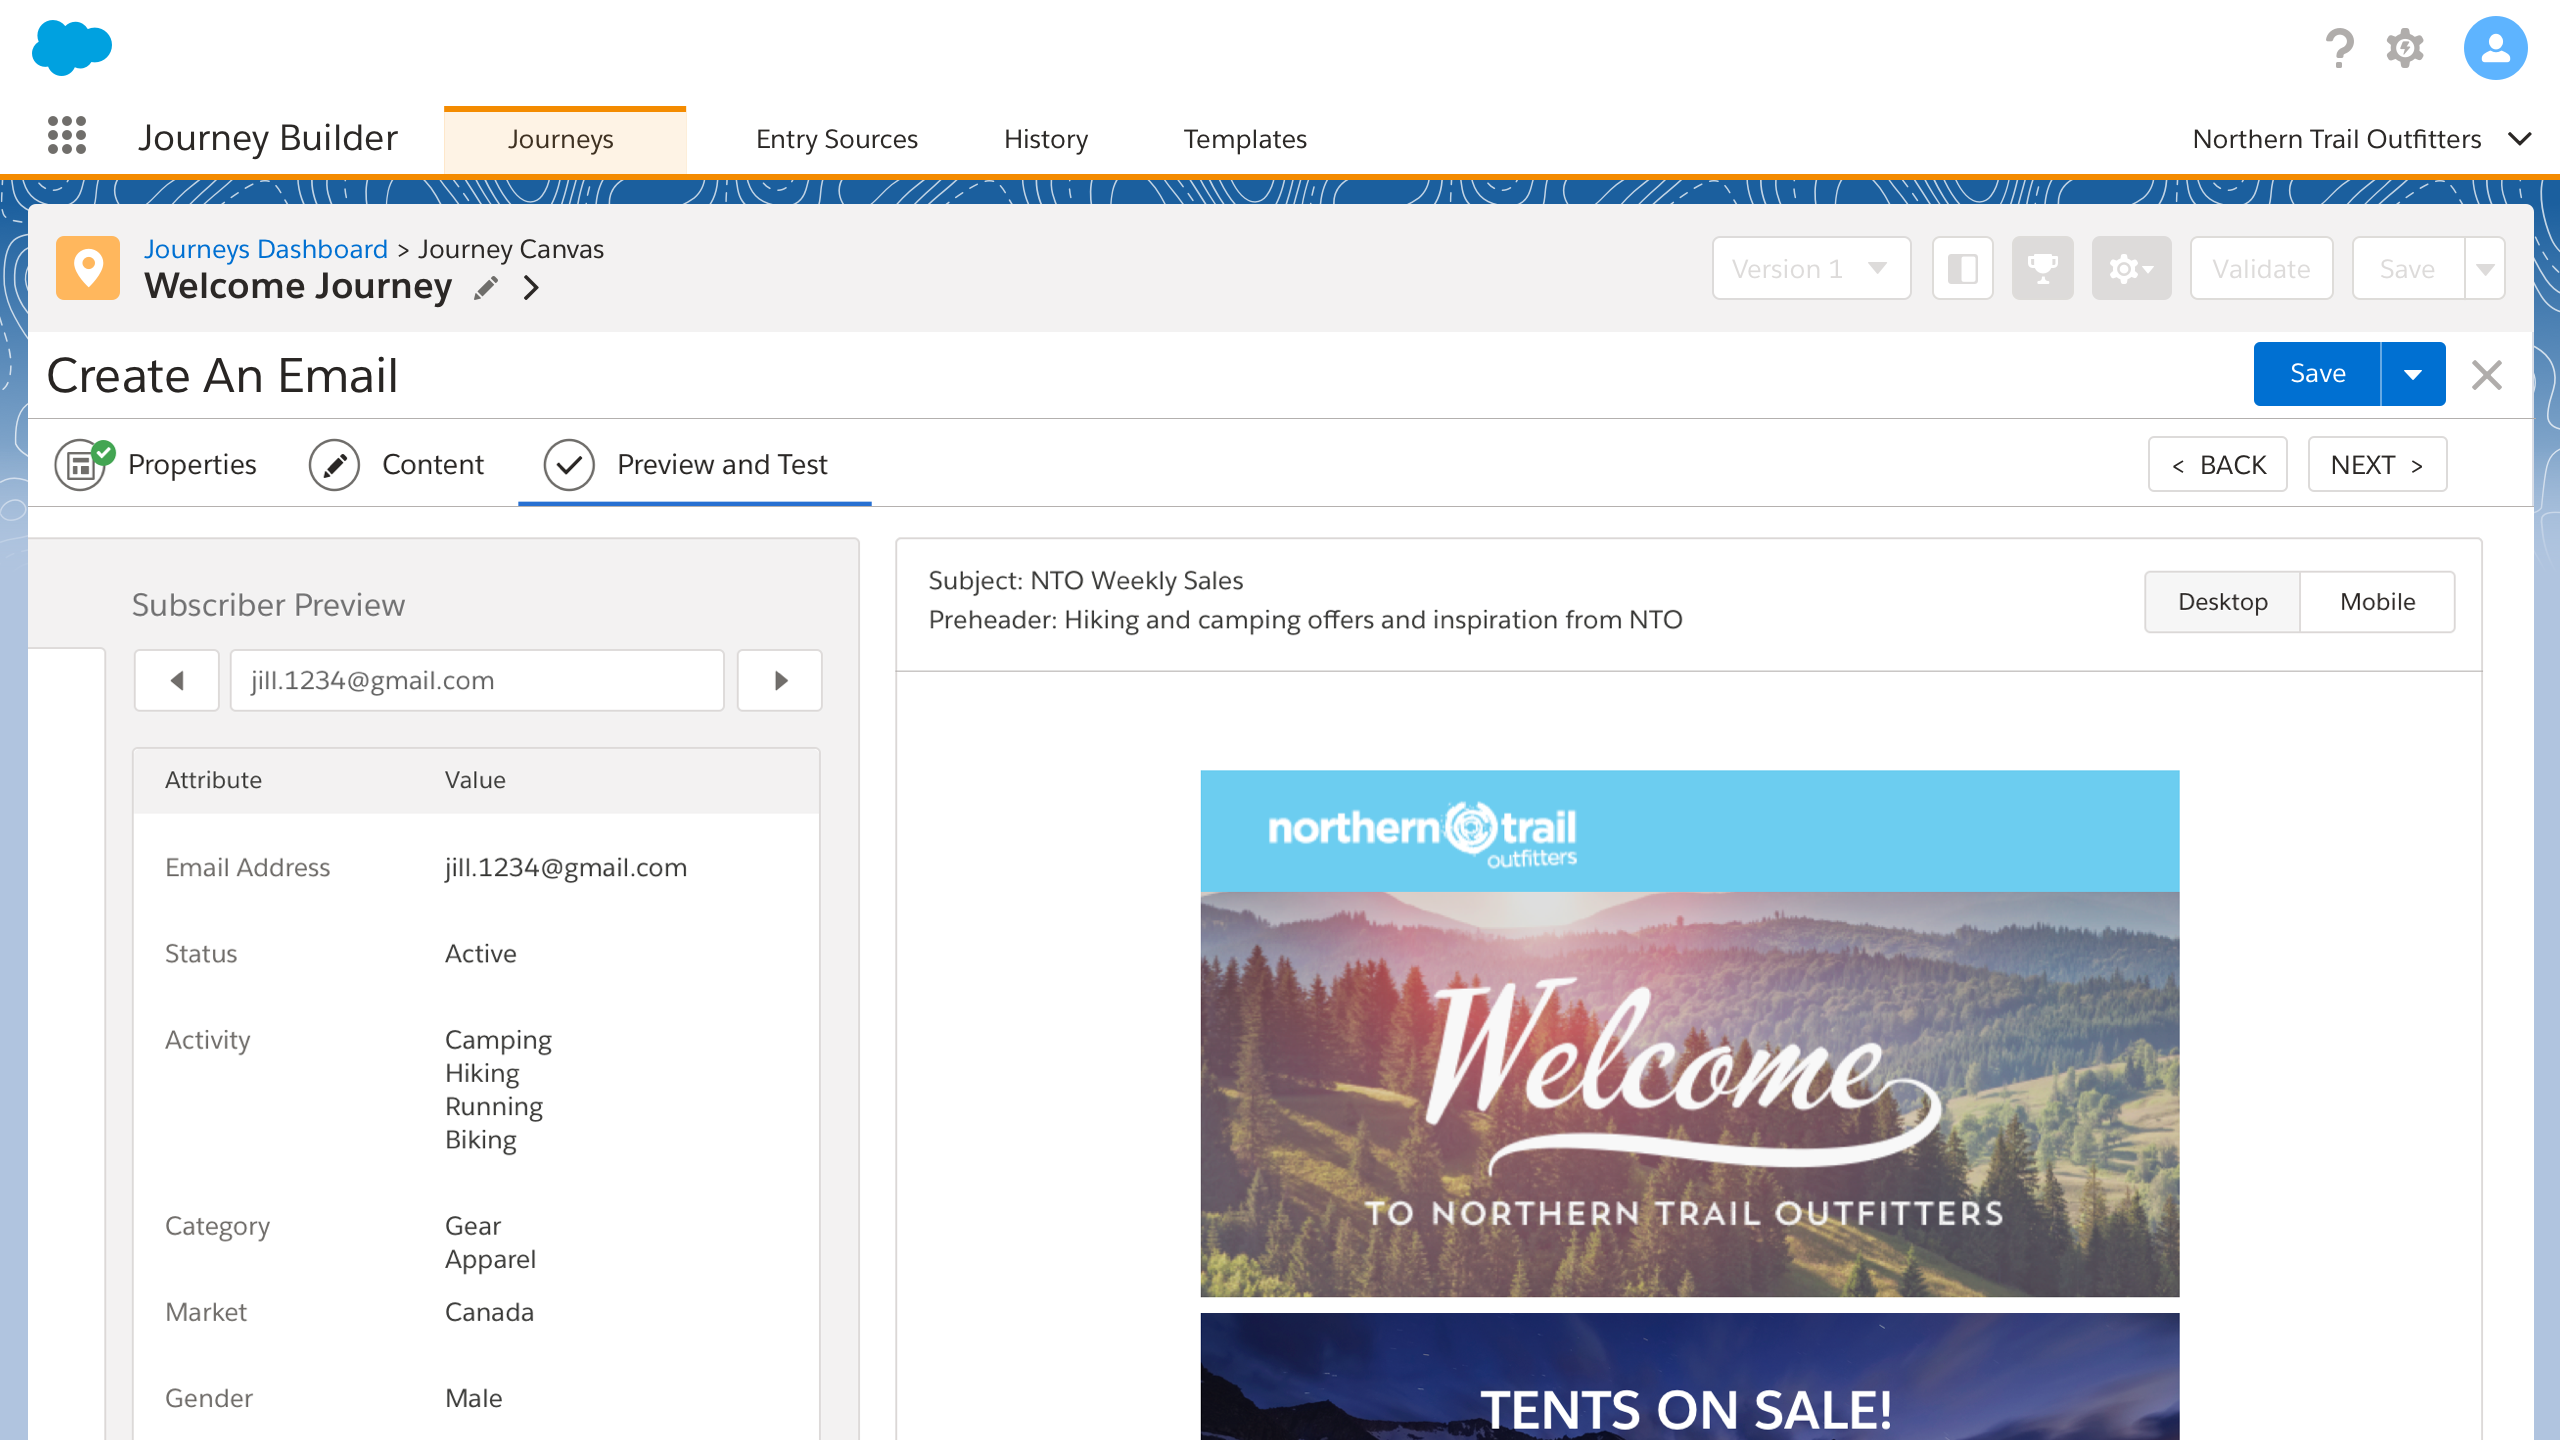 Journey Builder
Journeys
Entry Sources
History
Templates
Northern Trail Outfitters
Journeys Dashboard > Journey Canvas
Welcome Journey
Version 1
Validate
Save
Create An Email
Save
Properties
Content
Preview and Test
< BACK
NEXT >
Subscriber Preview
jill.1234@gmail.com
Attribute Value
Email Address jill.1234@gmail.com
Status Active
Activity Camping
Hiking
Running
Biking
Category Gear
Apparel
Market Canada
Gender Male
Subject: NTO Weekly Sales
Preheader: Hiking and camping offers and inspiration from NTO
Desktop
Mobile
northern trail
outfitters
Welcome
TO NORTHERN TRAIL OUTFITTERS
TENTS ON SALE!